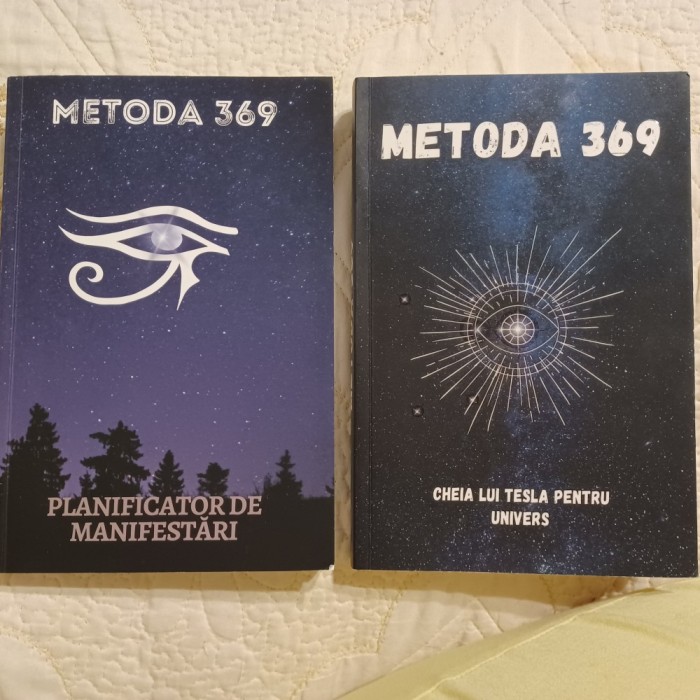 METODA 369
PLANIFICATOR DE
MANIFESTĂRI
METODA 369
CHEIA LUI TESLA PENTRU
UNIVERS